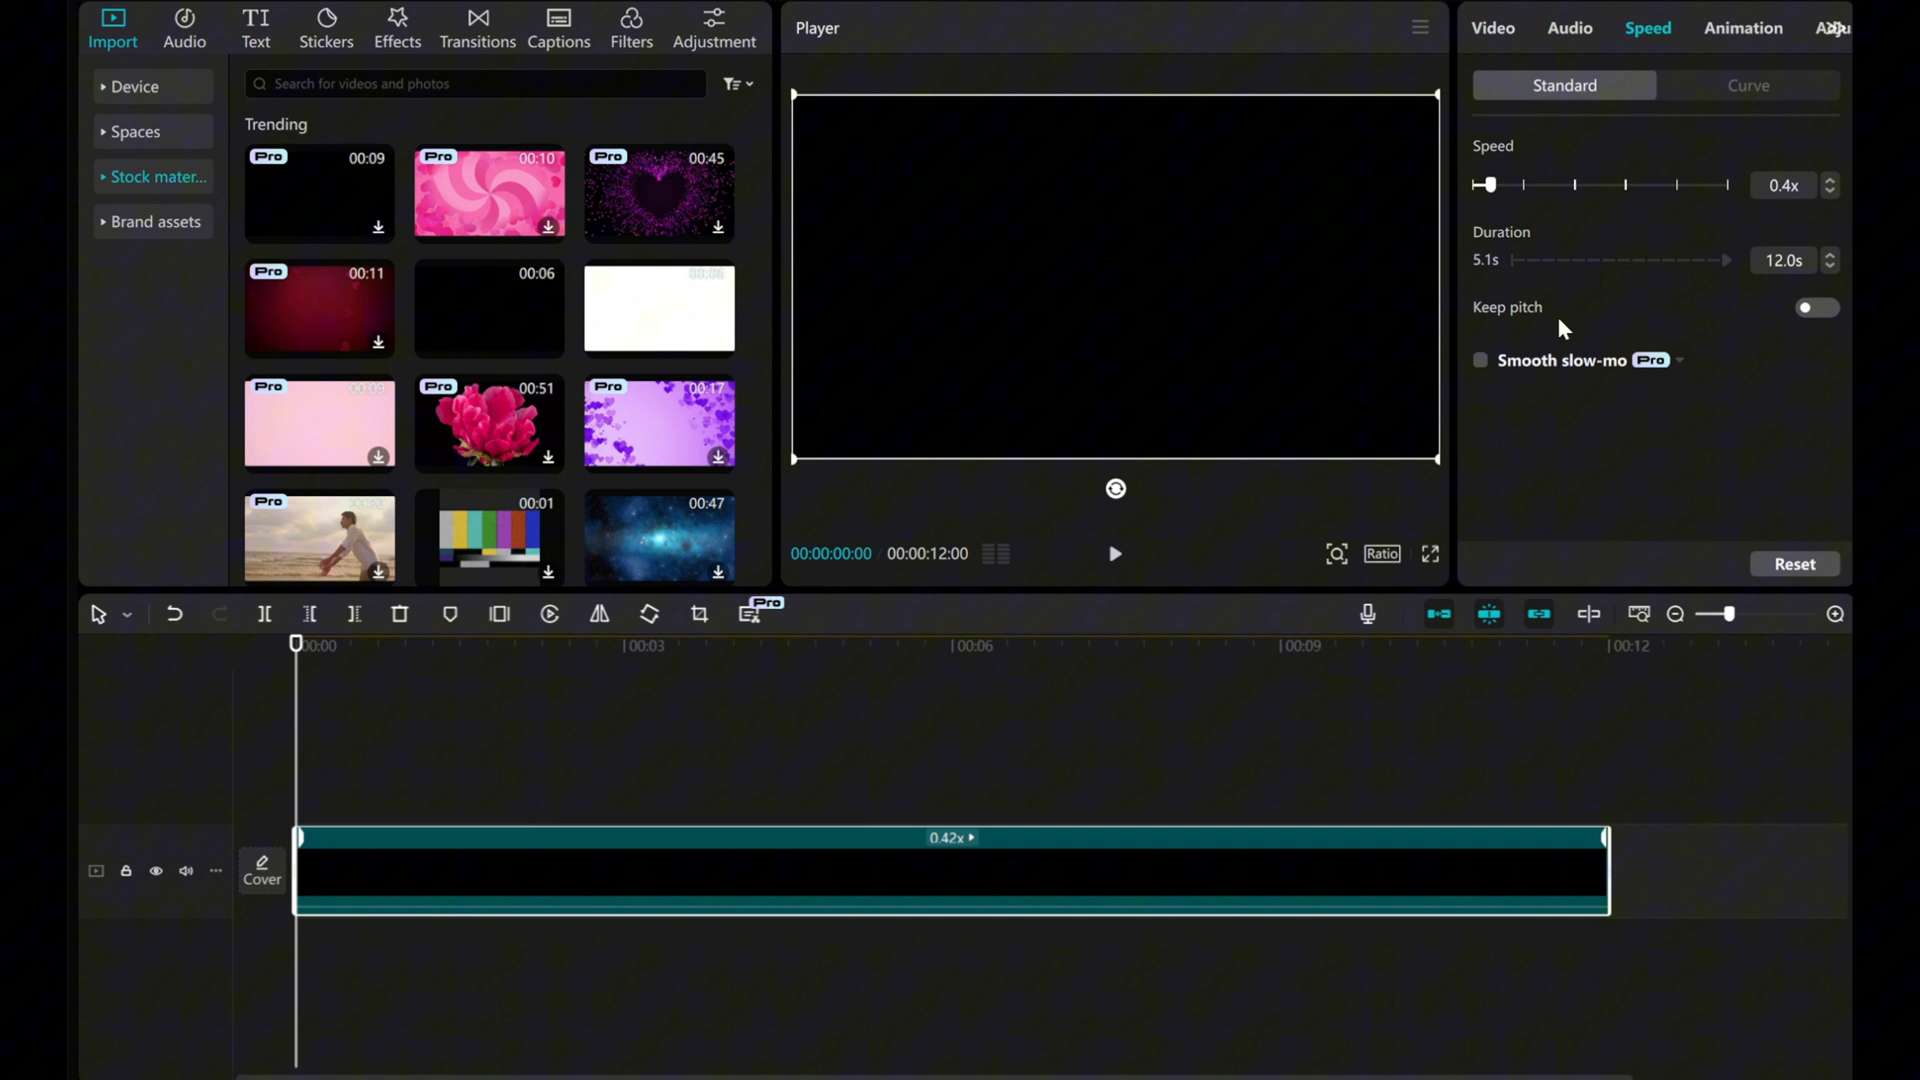 Import
Audio
Text
Stickers
Effects
Transitions
Captions
Filters
Adjustment
Device
Spaces
Stock mater...
Brand assets
Search for videos and photos
Trending
Pro 00:09
Pro 00:10
Pro 00:45
Pro 00:11
00:06
Pro
Pro 00:51
Pro 00:17
Pro
00:01
00:47
Player
00:00:00:00 00:00:12:00
Ratio
Video Audio Speed Animation
Standard Curve
Speed
0.4x
Duration
5.1s 12.0s
Keep pitch
Smooth slow-mo Pro
Reset
Pro
00:00 00:03 00:06 00:09 00:12
0.42x
Cover